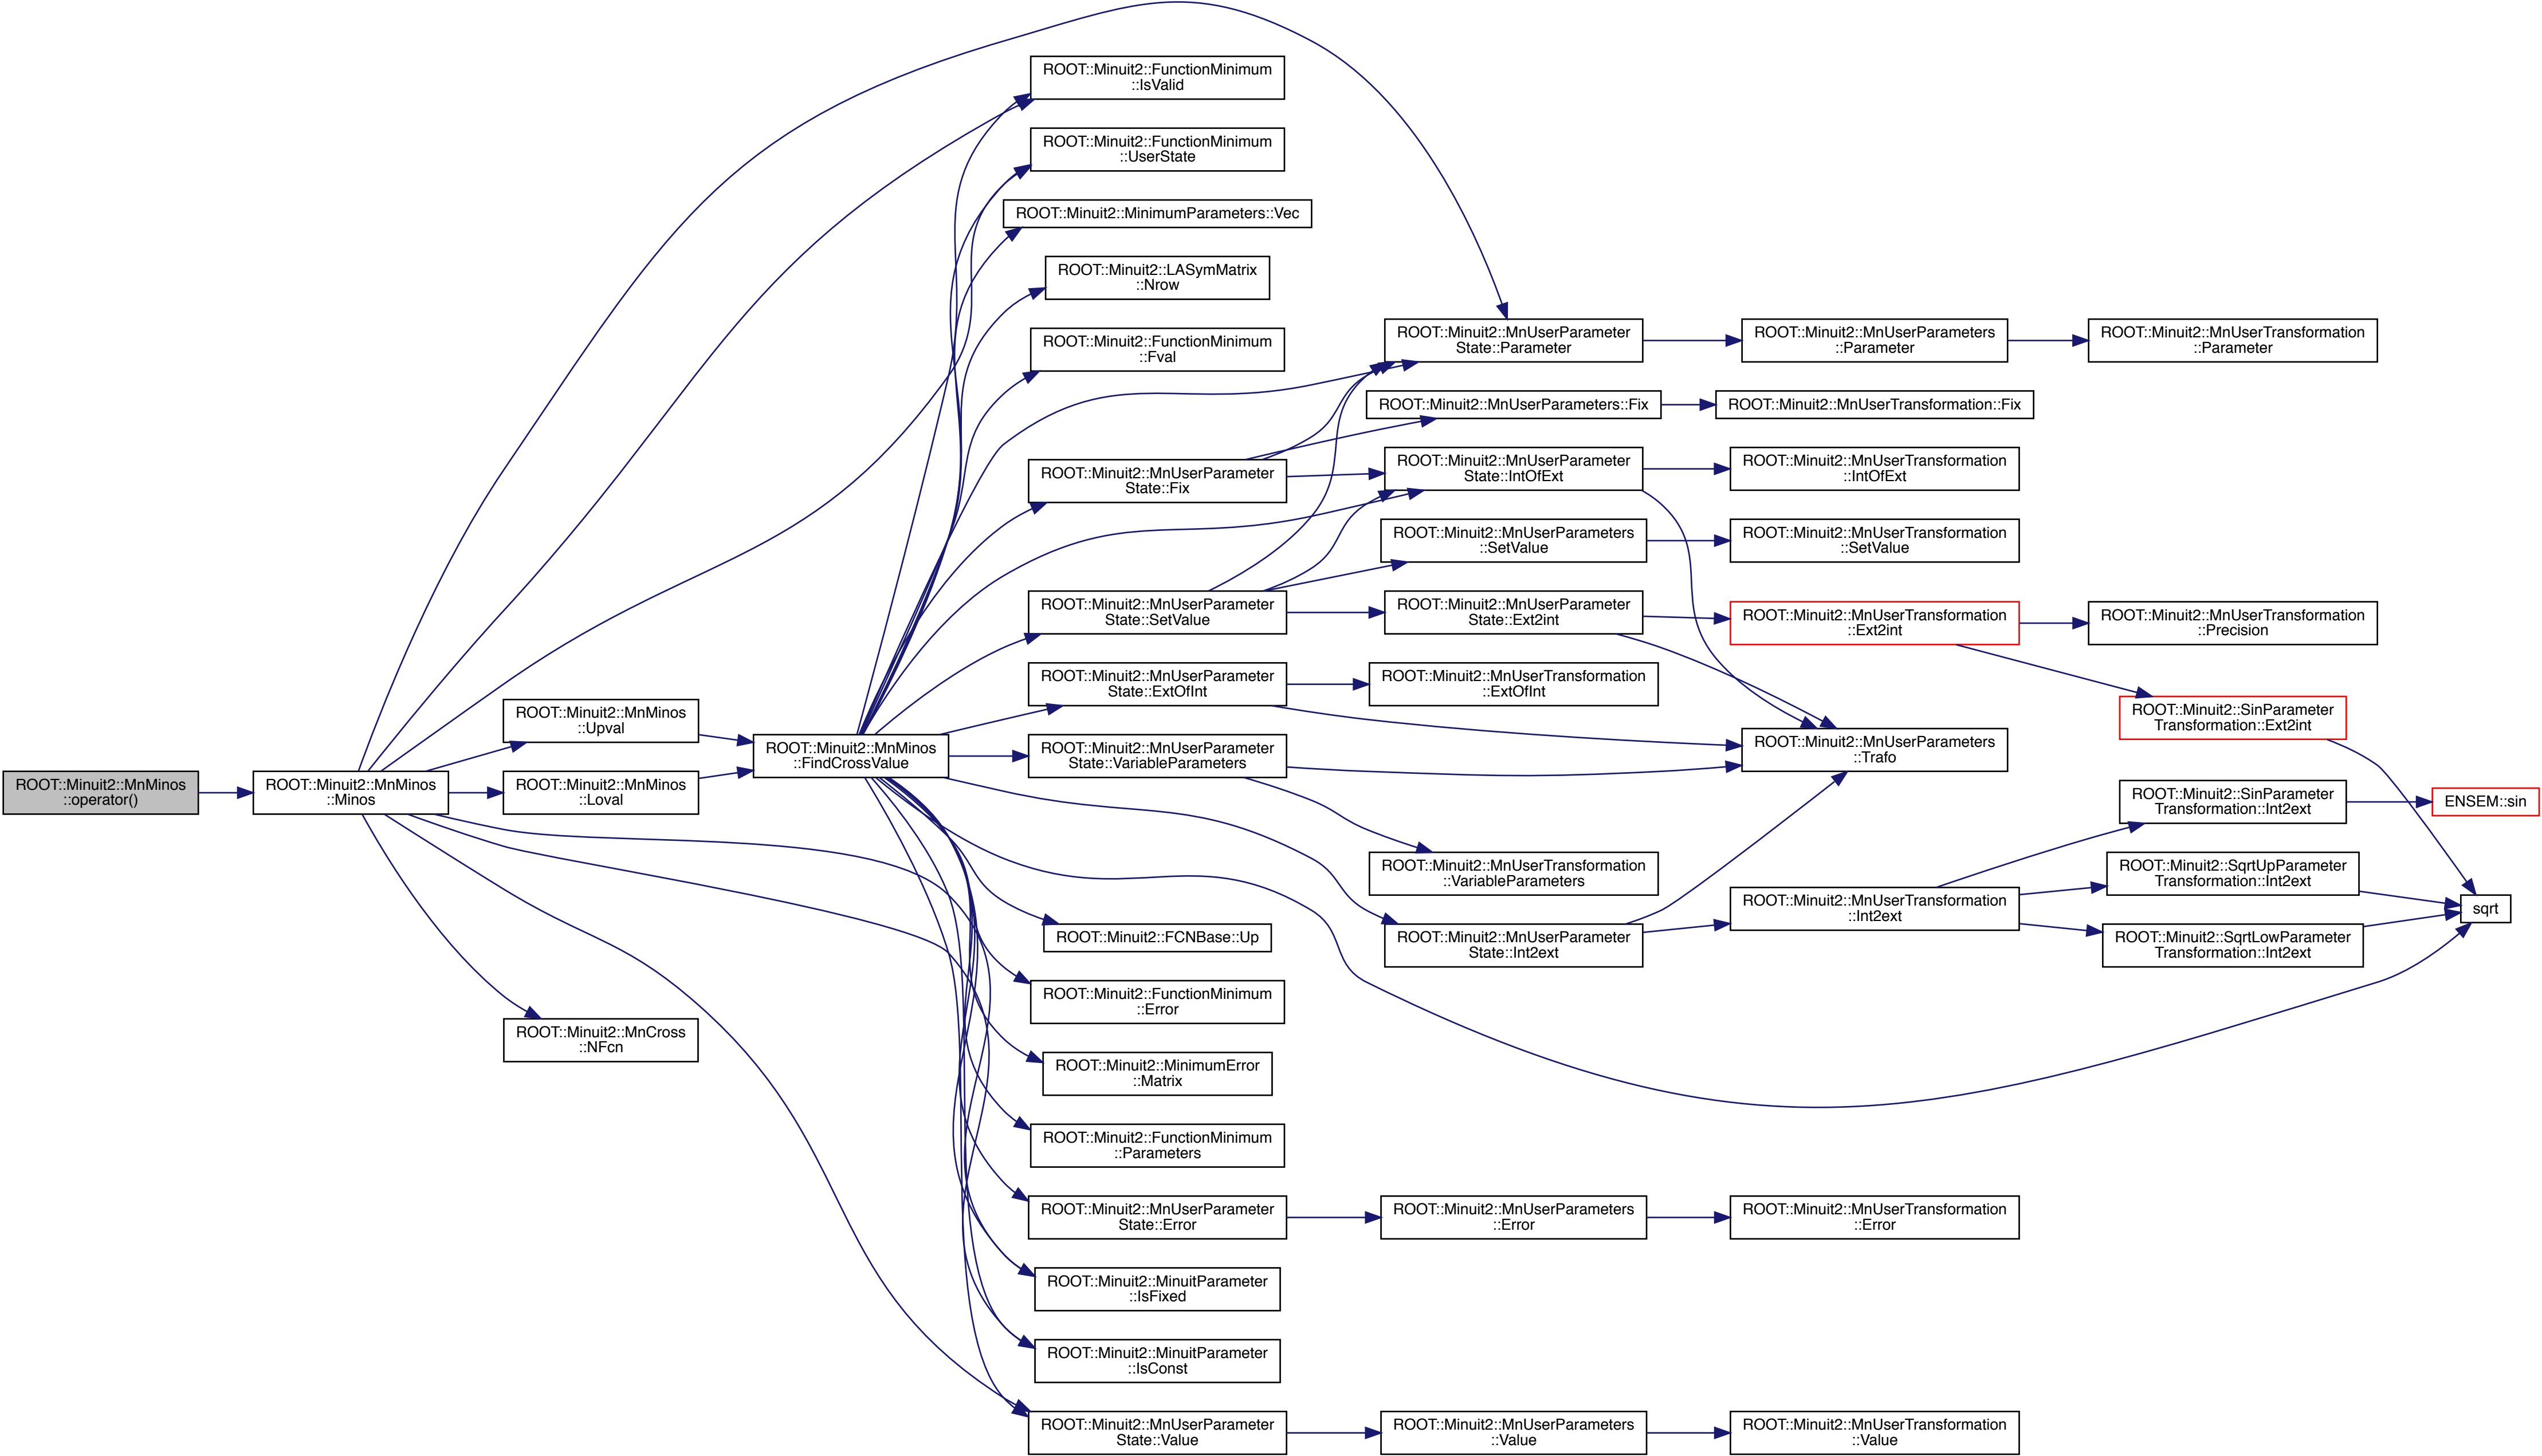 ROOT::Minuit2::MnMinos
::operator()
ROOT::Minuit2::MnMinos
::Minos
ROOT::Minuit2::MnMinos
::Upval
ROOT::Minuit2::MnMinos
::Loval
ROOT::Minuit2::MnCross
::NFcn
ROOT::Minuit2::MnMinos
::FindCrossValue
ROOT::Minuit2::FunctionMinimum
::IsValid
ROOT::Minuit2::FunctionMinimum
::UserState
ROOT::Minuit2::MinimumParameters::Vec
ROOT::Minuit2::LASymMatrix
::Nrow
ROOT::Minuit2::FunctionMinimum
::Fval
ROOT::Minuit2::MnUserParameter
State::Fix
ROOT::Minuit2::MnUserParameter
State::SetValue
ROOT::Minuit2::MnUserParameter
State::ExtOfInt
ROOT::Minuit2::MnUserParameter
State::VariableParameters
ROOT::Minuit2::FCNBase::Up
ROOT::Minuit2::FunctionMinimum
::Error
ROOT::Minuit2::MinimumError
::Matrix
ROOT::Minuit2::FunctionMinimum
::Parameters
ROOT::Minuit2::MnUserParameter
State::Error
ROOT::Minuit2::MinuitParameter
::IsFixed
ROOT::Minuit2::MinuitParameter
::IsConst
ROOT::Minuit2::MnUserParameter
State::Value
ROOT::Minuit2::MnUserParameter
State::Parameter
ROOT::Minuit2::MnUserParameters::Fix
ROOT::Minuit2::MnUserParameter
State::IntOfExt
ROOT::Minuit2::MnUserParameters
::SetValue
ROOT::Minuit2::MnUserParameter
State::Ext2int
ROOT::Minuit2::MnUserTransformation
::ExtOfInt
ROOT::Minuit2::MnUserTransformation
::VariableParameters
ROOT::Minuit2::MnUserParameter
State::Int2ext
ROOT::Minuit2::MnUserParameters
::Error
ROOT::Minuit2::MnUserParameters
::Value
ROOT::Minuit2::MnUserParameters
::Parameter
ROOT::Minuit2::MnUserTransformation::Fix
ROOT::Minuit2::MnUserTransformation
::IntOfExt
ROOT::Minuit2::MnUserTransformation
::SetValue
ROOT::Minuit2::MnUserTransformation
::Ext2int
ROOT::Minuit2::MnUserParameters
::Trafo
ROOT::Minuit2::MnUserTransformation
::Int2ext
ROOT::Minuit2::MnUserTransformation
::Error
ROOT::Minuit2::MnUserTransformation
::Value
ROOT::Minuit2::MnUserTransformation
::Parameter
ROOT::Minuit2::MnUserTransformation
::Precision
ROOT::Minuit2::SinParameter
Transformation::Ext2int
ROOT::Minuit2::SinParameter
Transformation::Int2ext
ROOT::Minuit2::SqrtUpParameter
Transformation::Int2ext
ROOT::Minuit2::SqrtLowParameter
Transformation::Int2ext
ENSEM::sin
sqrt